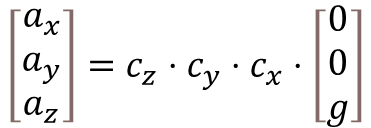 [a_x; a_y; a_z] = c_z · c_y · c_x · [0; 0; g]